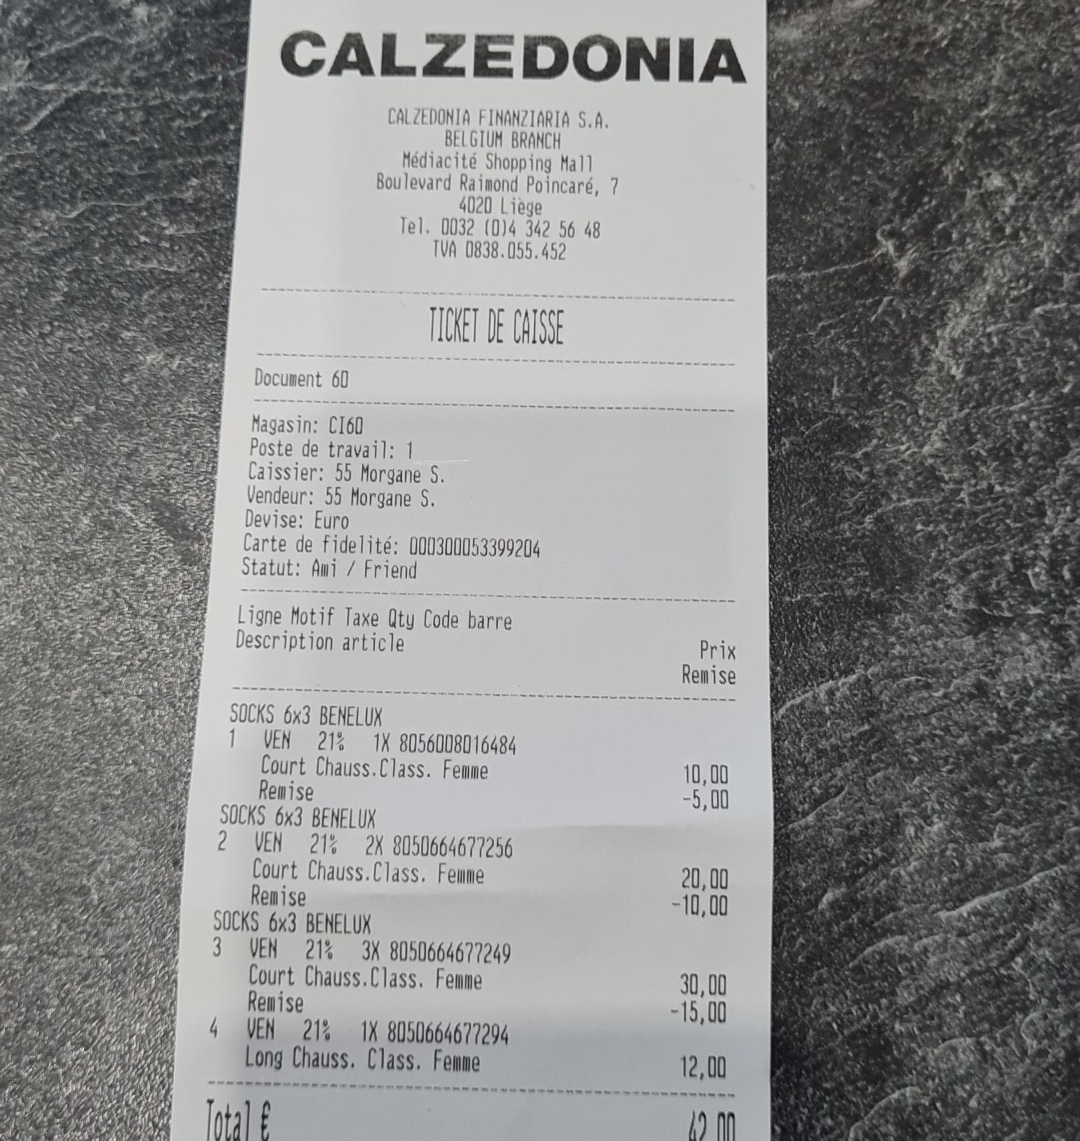 CALZEDONIA
CALZEDONIA FINANZIARIA S.A.
BELGIUM BRANCH
Médiacité Shopping Mall
Boulevard Raimond Poincaré, 7
4020 Liège
Tel. 0032 (0)4 342 56 48
TVA 0838.055.452
TICKET DE CAISSE
Document 60
Magasin: CI60
Poste de travail: 1
Caissier: 55 Morgane S.
Vendeur: 55 Morgane S.
Devise: Euro
Carte de fidelité: 000300053399204
Statut: Ami / Friend
Ligne Motif Taxe Qty Code barre
Description article Prix
Remise
SOCKS 6x3 BENELUX
1 VEN 21% 1X 8056008016484
Court Chauss.Class. Femme 10,00
Remise -5,00
SOCKS 6x3 BENELUX
2 VEN 21% 2X 8050664677256
Court Chauss.Class. Femme 20,00
Remise -10,00
SOCKS 6x3 BENELUX
3 VEN 21% 3X 8050664677249
Court Chauss.Class. Femme 30,00
Remise -15,00
4 VEN 21% 1X 8050664677294
Long Chauss. Class. Femme 12,00
Total € 42,00